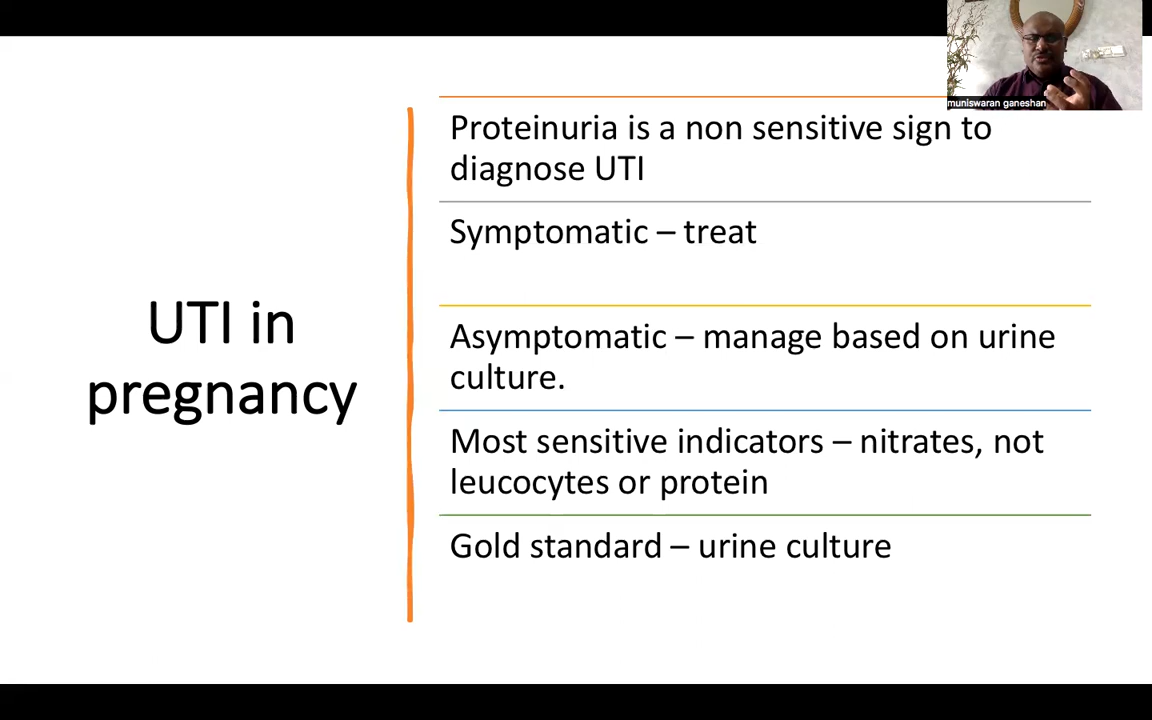 muniswaran ganeshan
UTI in
pregnancy
Proteinuria is a non sensitive sign to
diagnose UTI
Symptomatic – treat
Asymptomatic – manage based on urine
culture.
Most sensitive indicators – nitrates, not
leucocytes or protein
Gold standard – urine culture